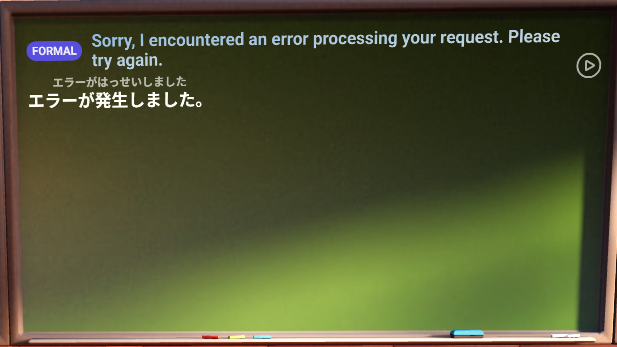 FORMAL
Sorry, I encountered an error processing your request. Please
try again.
エラーがはっせいしました
エラーが発生しました。